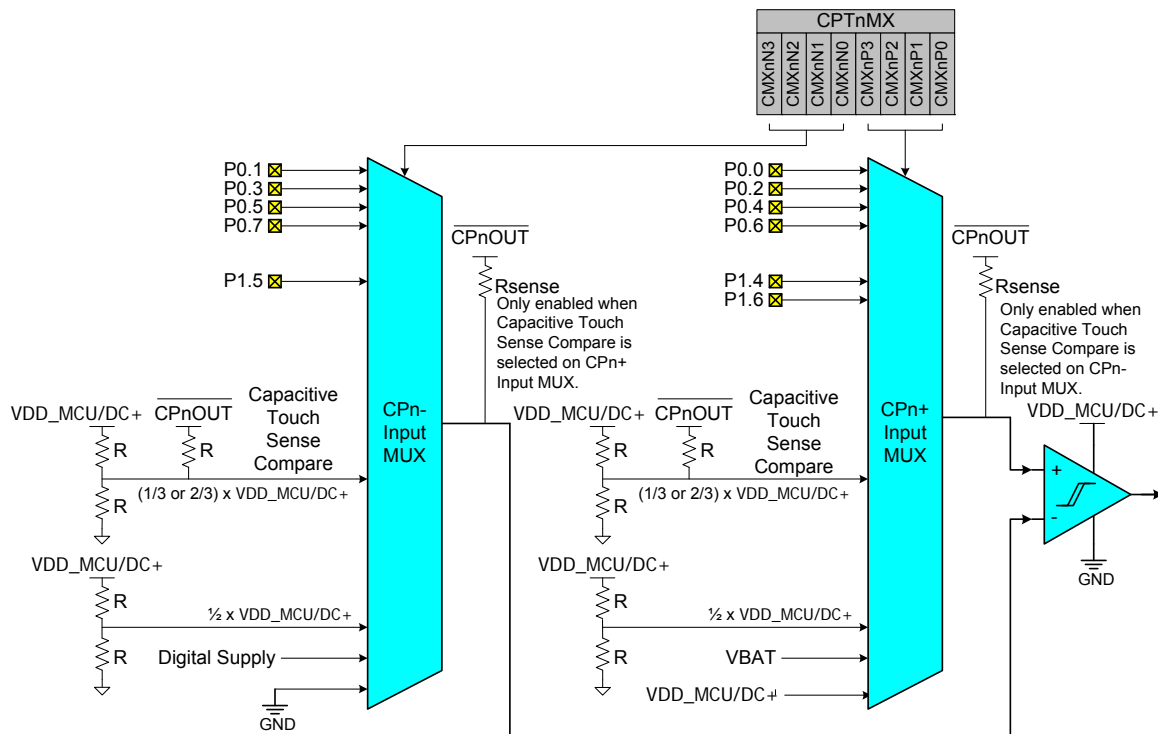 CPTnMX
CMXnN3
CMXnN2
CMXnN1
CMXnN0
CMXnP3
CMXnP2
CMXnP1
CMXnP0
P0.1
P0.3
P0.5
P0.7
P1.5
CPnOUT
Rsense
Only enabled when
Capacitive Touch
Sense Compare is
selected on CPn+
Input MUX.
VDD_MCU/DC+
R
R
CPnOUT
R
Capacitive
Touch
Sense
Compare
(1/3 or 2/3) x VDD_MCU/DC+
CPn-
Input
MUX
VDD_MCU/DC+
R
R
½ x VDD_MCU/DC+
Digital Supply
GND
P0.0
P0.2
P0.4
P0.6
P1.4
P1.6
CPnOUT
Rsense
Only enabled when
Capacitive Touch
Sense Compare is
selected on CPn-
Input MUX.
VDD_MCU/DC+
R
R
CPnOUT
R
Capacitive
Touch
Sense
Compare
(1/3 or 2/3) x VDD_MCU/DC+
CPn+
Input
MUX
VDD_MCU/DC+
R
R
½ x VDD_MCU/DC+
VBAT
VDD_MCU/DC+
VDD_MCU/DC+
+
-
GND